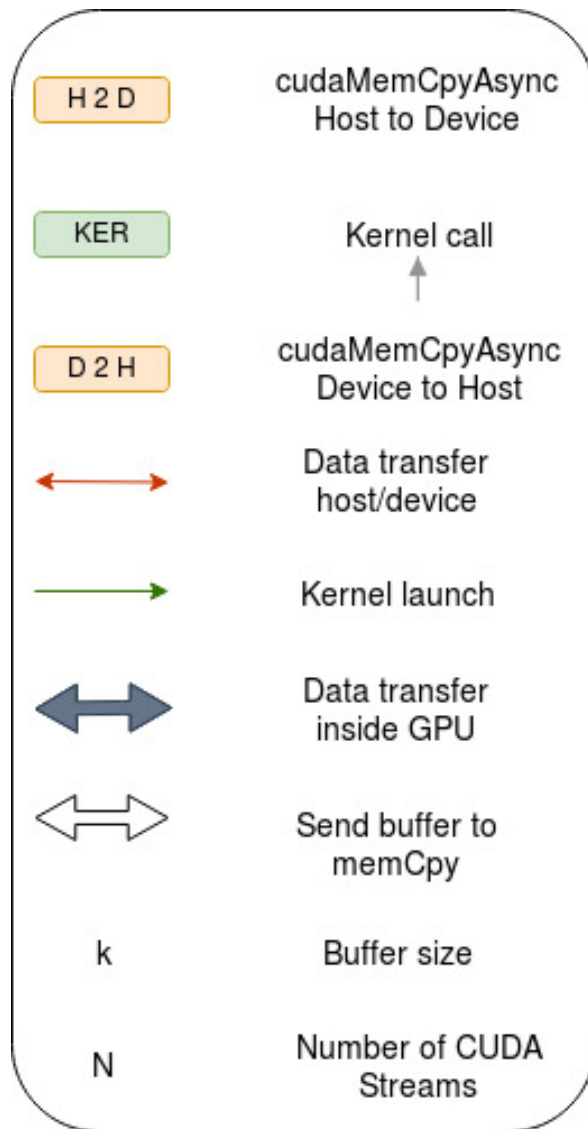 H 2 D
cudaMemCpyAsync
Host to Device
KER
Kernel call
D 2 H
cudaMemCpyAsync
Device to Host
Data transfer
host/device
Kernel launch
Data transfer
inside GPU
Send buffer to
memCpy
k
Buffer size
N
Number of CUDA
Streams